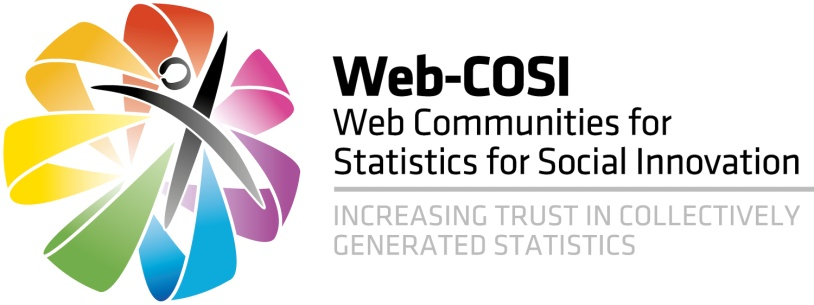 Web-COSI
Web Communities for
Statistics for Social Innovation
INCREASING TRUST IN COLLECTIVELY
GENERATED STATISTICS